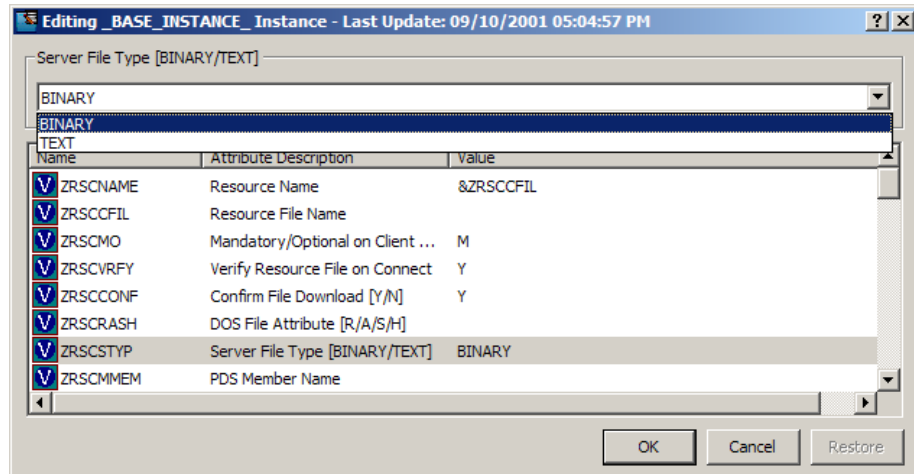 Editing _BASE_INSTANCE_ Instance - Last Update: 09/10/2001 05:04:57 PM
Server File Type [BINARY/TEXT]
BINARY
BINARY
TEXT
Name Attribute Description Value
V ZRSCNAME Resource Name &ZRSCCFIL
V ZRSCCFIL Resource File Name
V ZRSCMO Mandatory/Optional on Client ... M
V ZRSCVRFY Verify Resource File on Connect Y
V ZRSCCONF Confirm File Download [Y/N] Y
V ZRSCRASH DOS File Attribute [R/A/S/H]
V ZRSCSTYP Server File Type [BINARY/TEXT] BINARY
V ZRSCMMEM PDS Member Name
OK Cancel Restore